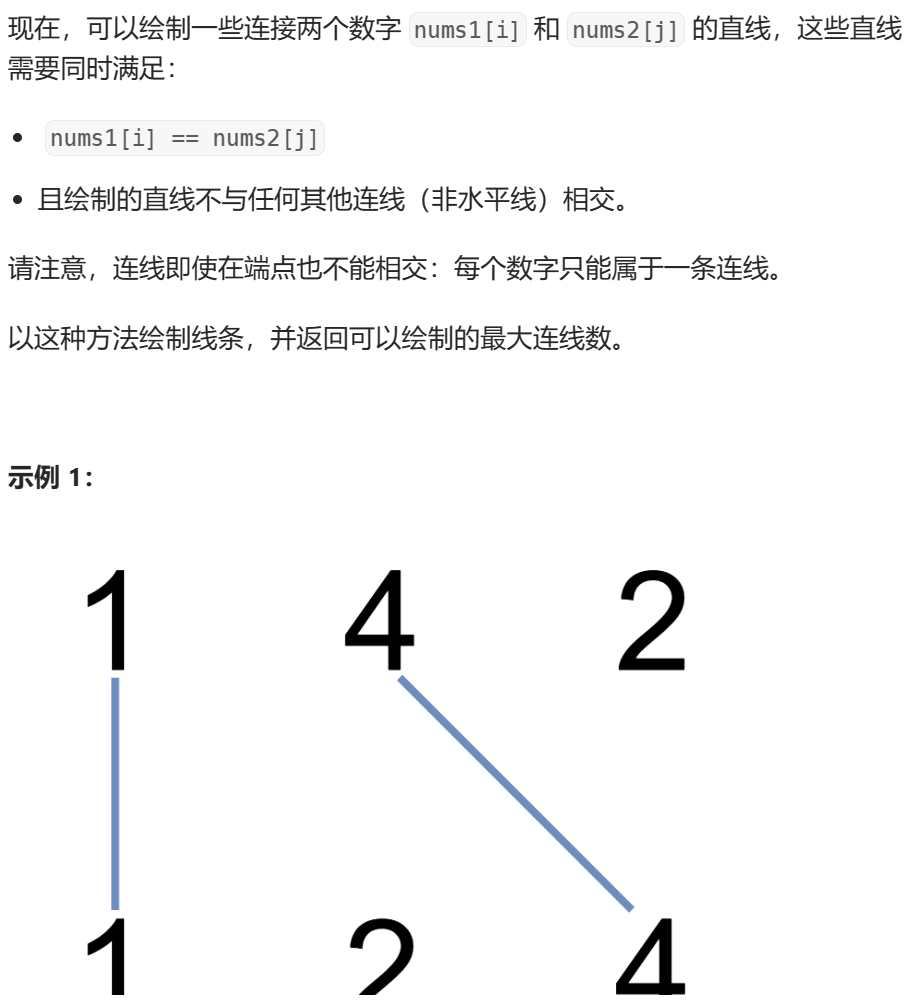 现在，可以绘制一些连接两个数字 nums1[i] 和 nums2[j] 的直线，这些直线
需要同时满足：
• nums1[i] == nums2[j]
• 且绘制的直线不与任何其他连线（非水平线）相交。
请注意，连线即使在端点也不能相交：每个数字只能属于一条连线。
以这种方法绘制线条，并返回可以绘制的最大连线数。
示例 1：
1 4 2
1 2 4